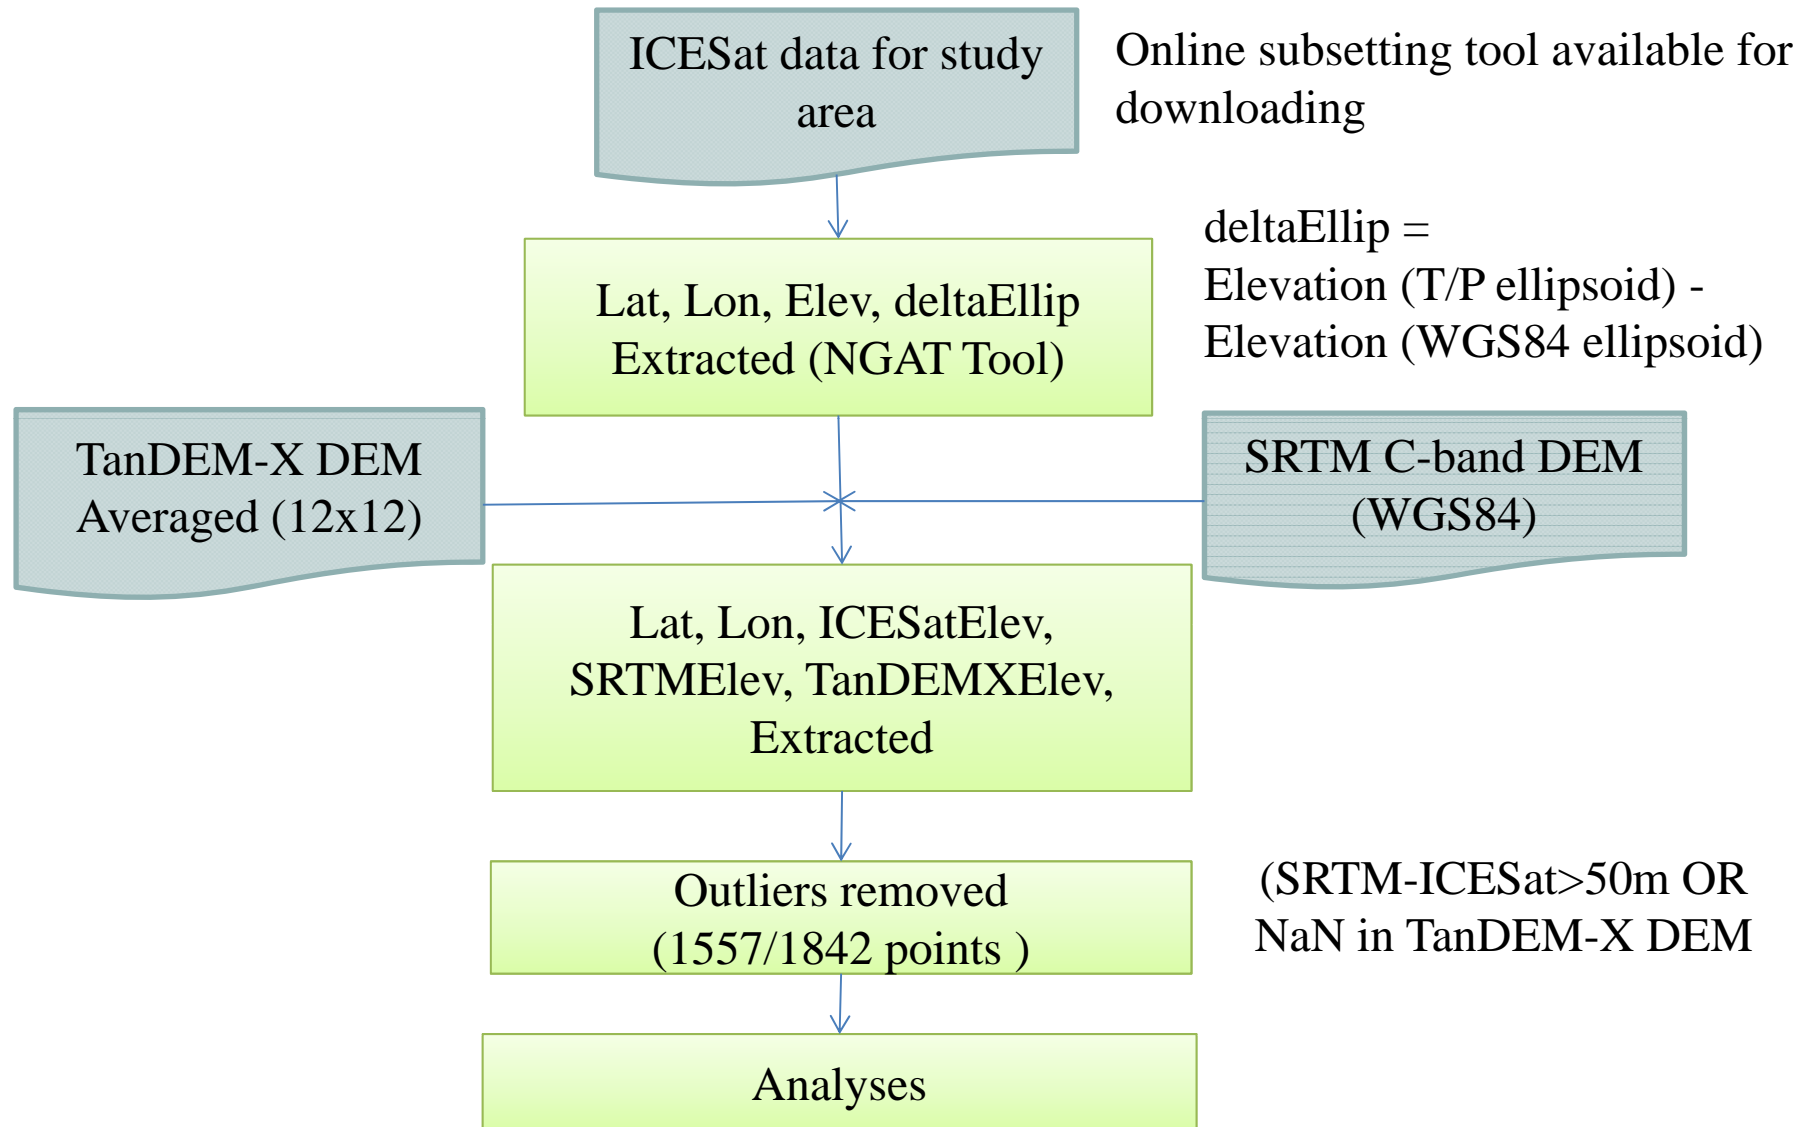 ICESat data for study
area
Online subsetting tool available for
downloading
deltaEllip =
Elevation (T/P ellipsoid) -
Elevation (WGS84 ellipsoid)
Lat, Lon, Elev, deltaEllip
Extracted (NGAT Tool)
TanDEM-X DEM
Averaged (12x12)
SRTM C-band DEM
(WGS84)
Lat, Lon, ICESatElev,
SRTMElev, TanDEMXElev,
Extracted
Outliers removed
(1557/1842 points )
(SRTM-ICESat>50m OR
NaN in TanDEM-X DEM
Analyses